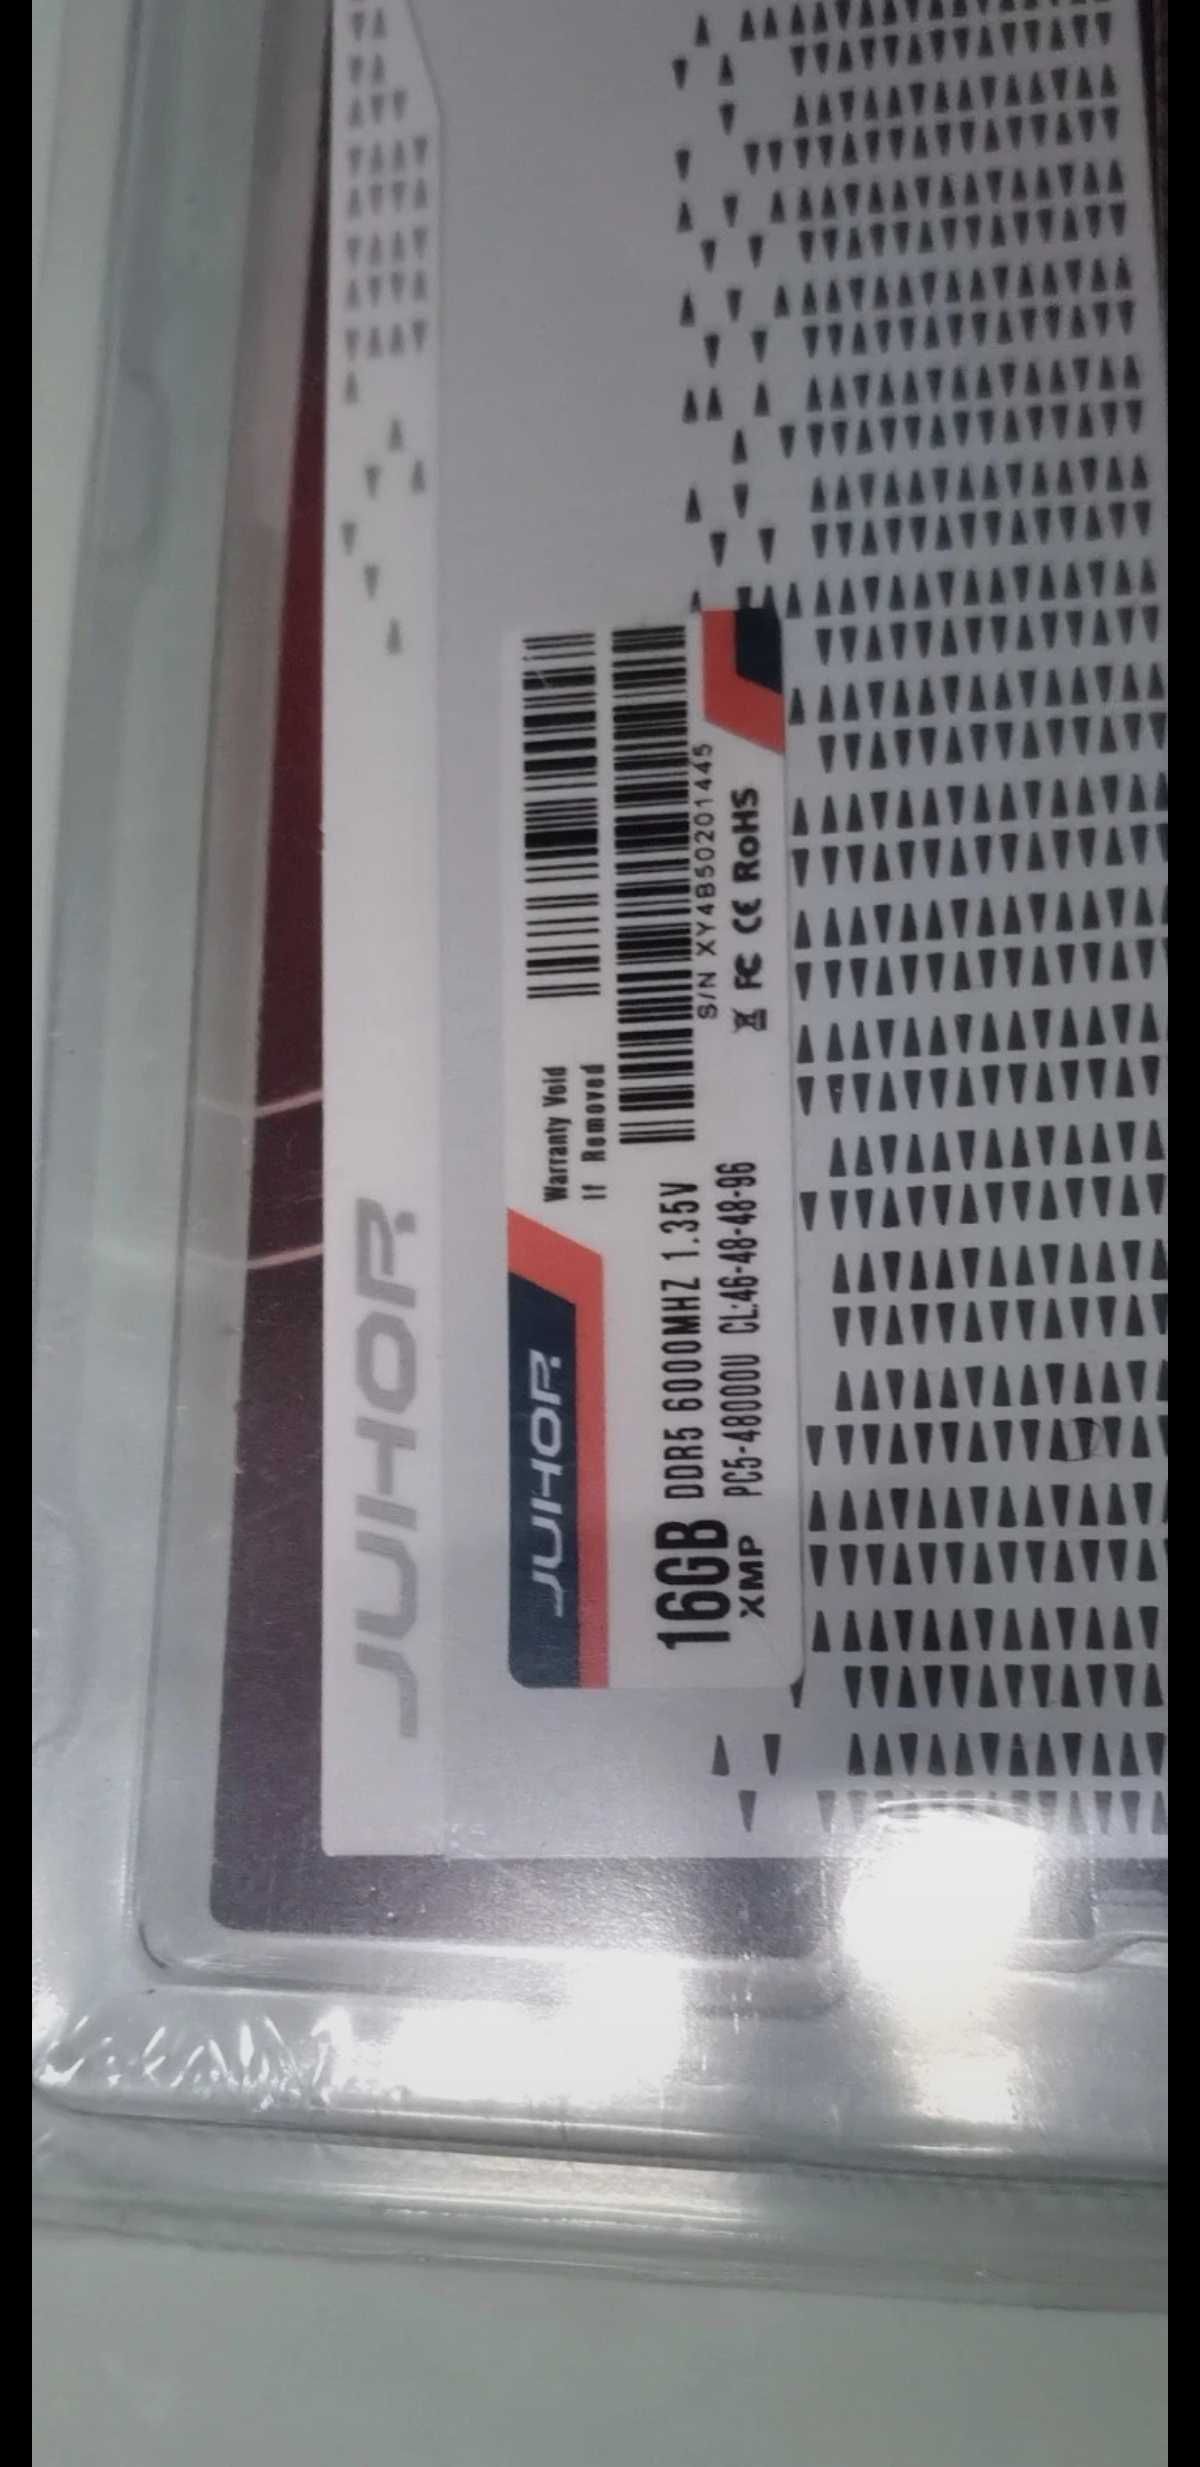 JUHOR
JUHOR
Warranty Void
If Removed
16GB DDR5 6000MHZ 1.35V
XMP PC5-48000U CL:46-48-48-96
S/N XY4B50201445
FC CE RoHS